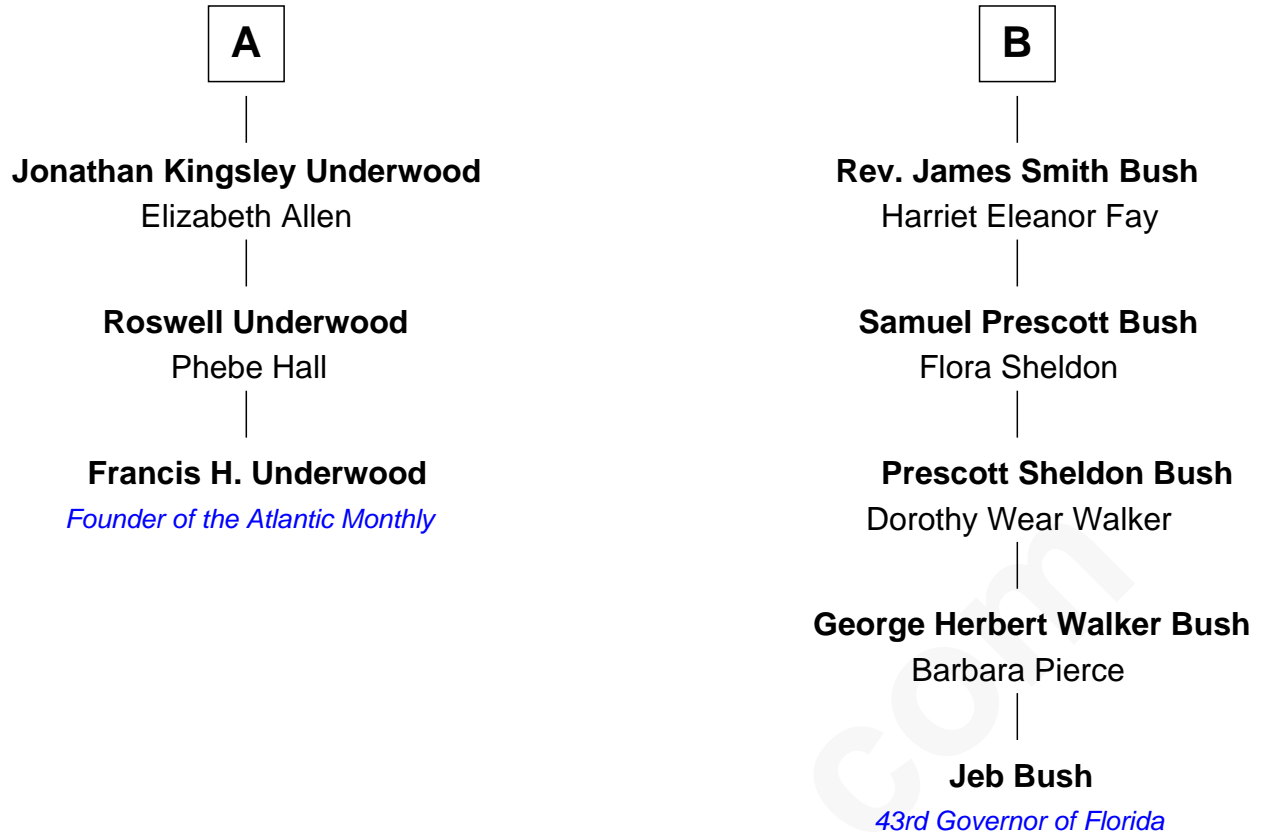 A
Jonathan Kingsley Underwood
Elizabeth Allen
Roswell Underwood
Phebe Hall
Francis H. Underwood
Founder of the Atlantic Monthly
B
Rev. James Smith Bush
Harriet Eleanor Fay
Samuel Prescott Bush
Flora Sheldon
Prescott Sheldon Bush
Dorothy Wear Walker
George Herbert Walker Bush
Barbara Pierce
Jeb Bush
43rd Governor of Florida
com